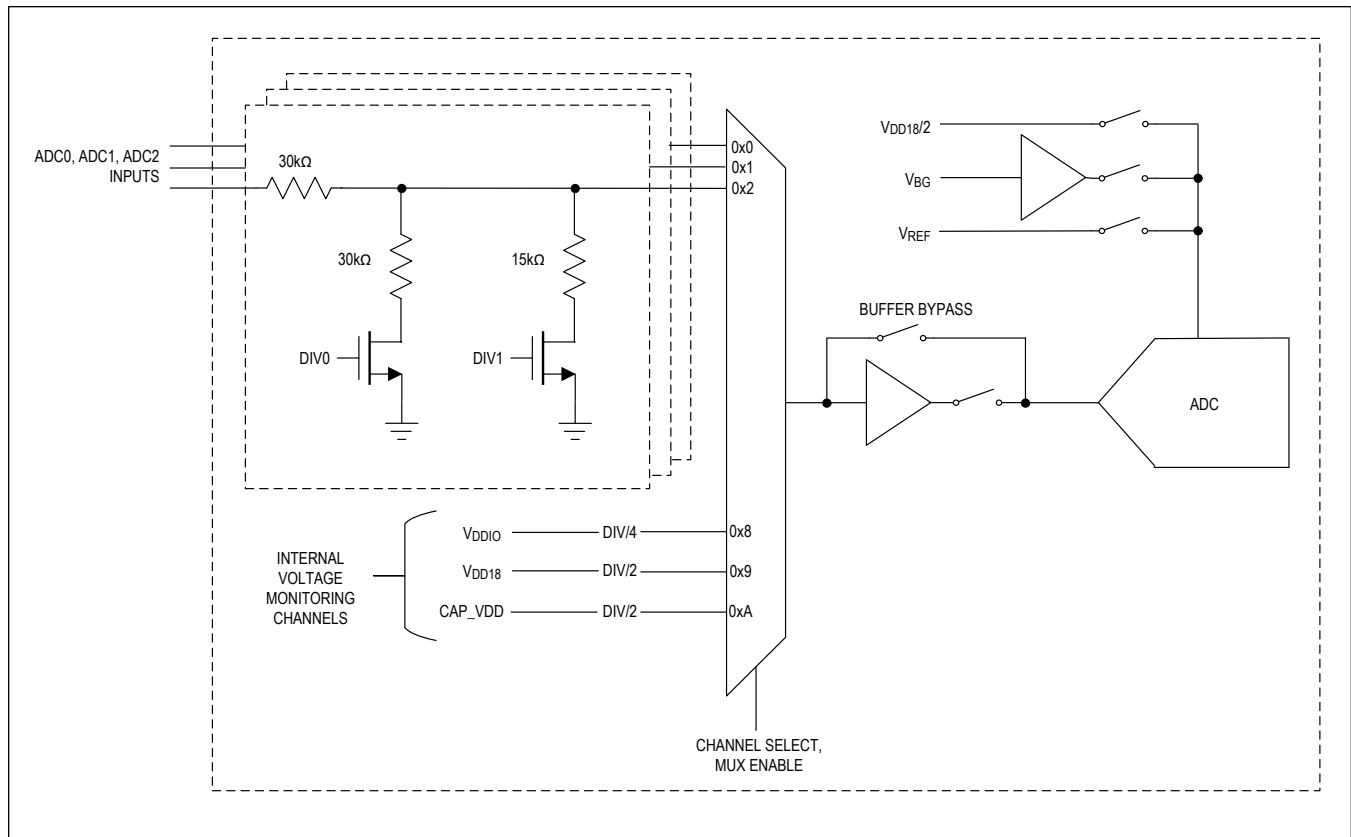 ADC0, ADC1, ADC2
INPUTS
30kΩ
30kΩ
15kΩ
DIV0
DIV1
0x0
0x1
0x2
VDD18/2
VBG
VREF
BUFFER BYPASS
ADC
INTERNAL
VOLTAGE
MONITORING
CHANNELS
VDDIO DIV/4 0x8
VDD18 DIV/2 0x9
CAP_VDD DIV/2 0xA
CHANNEL SELECT,
MUX ENABLE